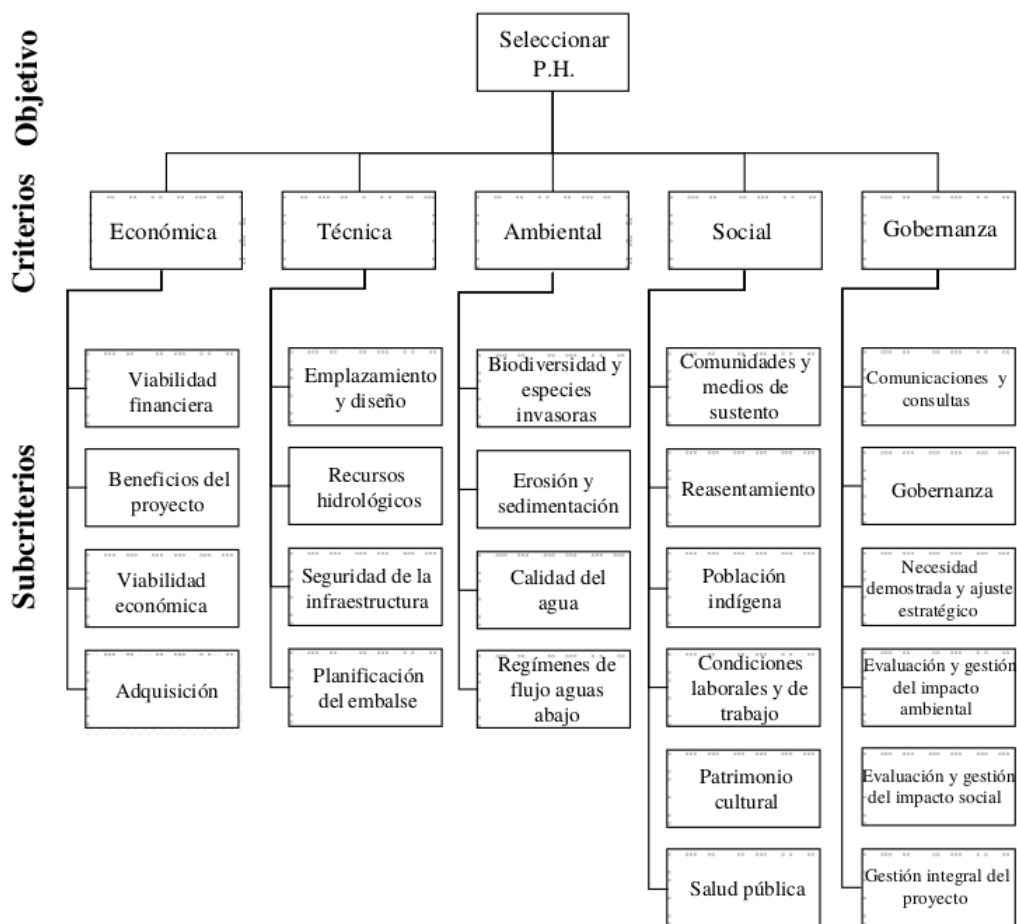 Objetivo
Seleccionar
P.H.
Criterios
Económica
Técnica
Ambiental
Social
Gobernanza
Subcriterios
Viabilidad
financiera
Beneficios del
proyecto
Viabilidad
económica
Adquisición
Emplazamiento
y diseño
Recursos
hidrológicos
Seguridad de la
infraestructura
Planificación
del embalse
Biodiversidad y
especies
invasoras
Erosión y
sedimentación
Calidad del
agua
Regímenes de
flujo aguas
abajo
Comunidades y
medios de
sustento
Reasentamiento
Población
indígena
Condiciones
laborales y de
trabajo
Patrimonio
cultural
Salud pública
Comunicaciones y
consultas
Gobernanza
Necesidad
demostrada y ajuste
estratégico
Evaluación y gestión
del impacto
ambiental
Evaluación y gestión
del impacto social
Gestión integral del
proyecto